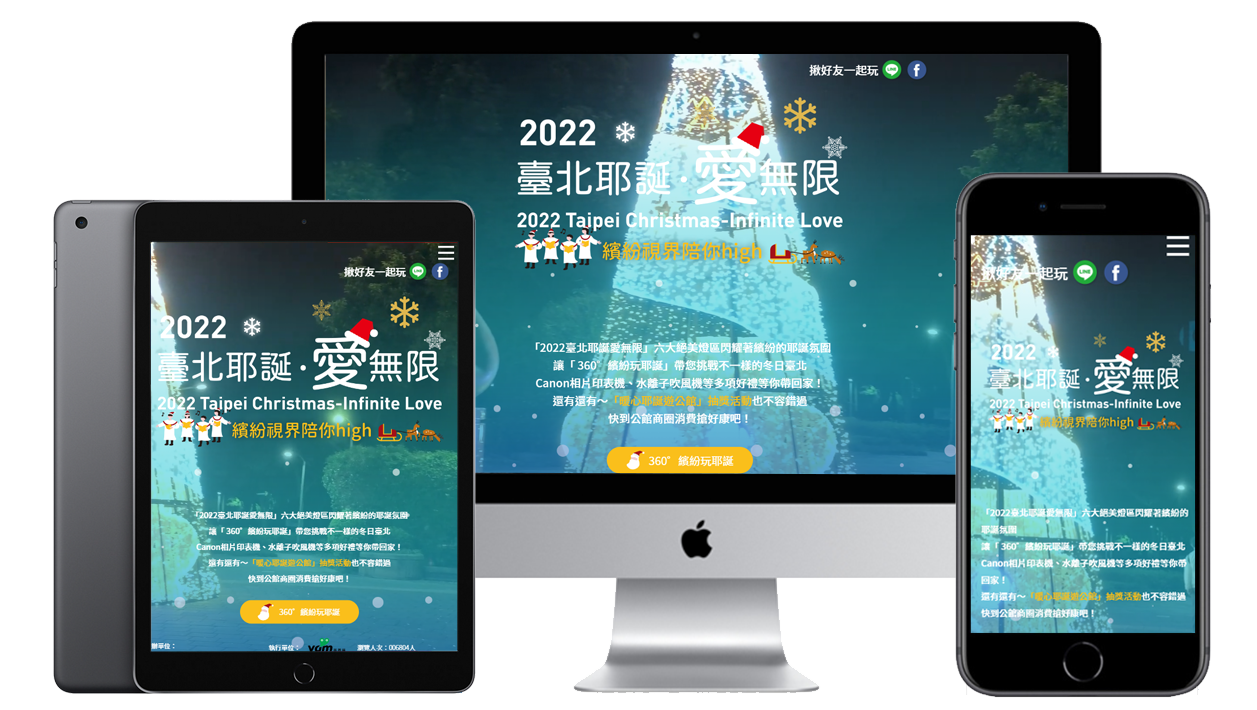 揪好友一起玩
2022
臺北耶誕·愛無限
2022 Taipei Christmas-Infinite Love
繽紛視界陪你high
「2022臺北耶誕愛無限」六大絕美燈區閃耀著繽紛的耶誕氛圍
讓「360°繽紛玩耶誕」帶您挑戰不一樣的冬日臺北
Canon相片印表機、水離子吹風機等多項好禮等你帶回家！
還有還有～「暖心耶誕遊公館」抽獎活動也不容錯過
快到公館商圈消費搶好康吧！
360°繽紛玩耶誕
揪好友一起玩
2022
臺北耶誕·愛無限
2022 Taipei Christmas-Infinite Love
繽紛視界陪你high
「2022臺北耶誕愛無限」六大絕美燈區閃耀著繽紛的耶誕氛圍
讓「360°繽紛玩耶誕」帶您挑戰不一樣的冬日臺北
Canon相片印表機、水離子吹風機等多項好禮等你帶回家！
還有還有～「暖心耶誕遊公館」抽獎活動也不容錯過
快到公館商圈消費搶好康吧！
360°繽紛玩耶誕
辦單位：
執行單位：
瀏覽人次：006804人
揪好友一起玩
2022
臺北耶誕·愛無限
2022 Taipei Christmas-Infinite Love
繽紛視界陪你high
「2022臺北耶誕愛無限」六大絕美燈區閃耀著繽紛的
耶誕氛圍
讓「360°繽紛玩耶誕」帶您挑戰不一樣的冬日臺北
Canon相片印表機、水離子吹風機等多項好禮等你帶
回家！
還有還有～「暖心耶誕遊公館」抽獎活動也不容錯過
快到公館商圈消費搶好康吧！